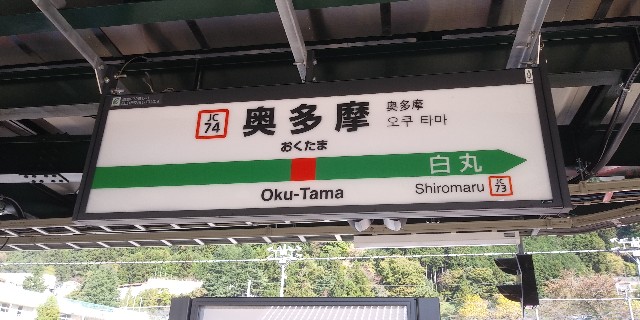 JC
74
奥多摩
おくたま
Oku-Tama
奥多摩
오쿠 타마
白丸
Shiromaru
JC
73